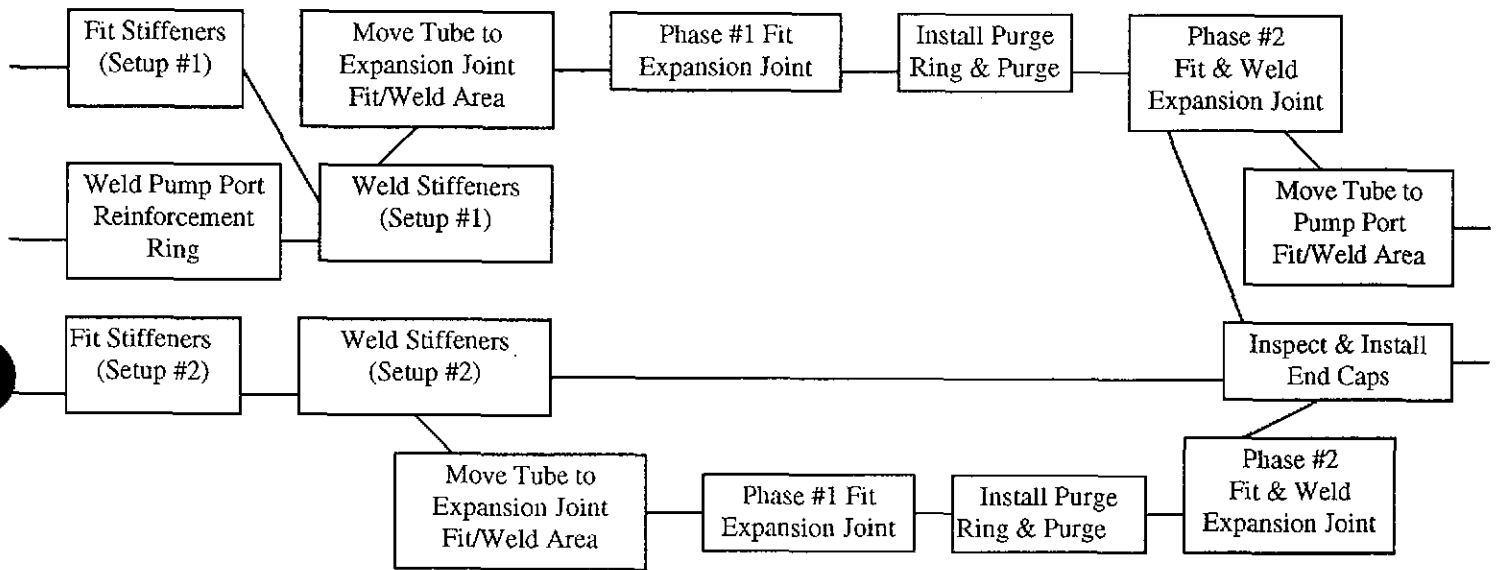 Fit Stiffeners
(Setup #1)
Move Tube to
Expansion Joint
Fit/Weld Area
Phase #1 Fit
Expansion Joint
Install Purge
Ring & Purge
Phase #2
Fit & Weld
Expansion Joint
Weld Pump Port
Reinforcement
Ring
Weld Stiffeners
(Setup #1)
Move Tube to
Pump Port
Fit/Weld Area
Fit Stiffeners
(Setup #2)
Weld Stiffeners
(Setup #2)
Inspect & Install
End Caps
Move Tube to
Expansion Joint
Fit/Weld Area
Phase #1 Fit
Expansion Joint
Install Purge
Ring & Purge
Phase #2
Fit & Weld
Expansion Joint